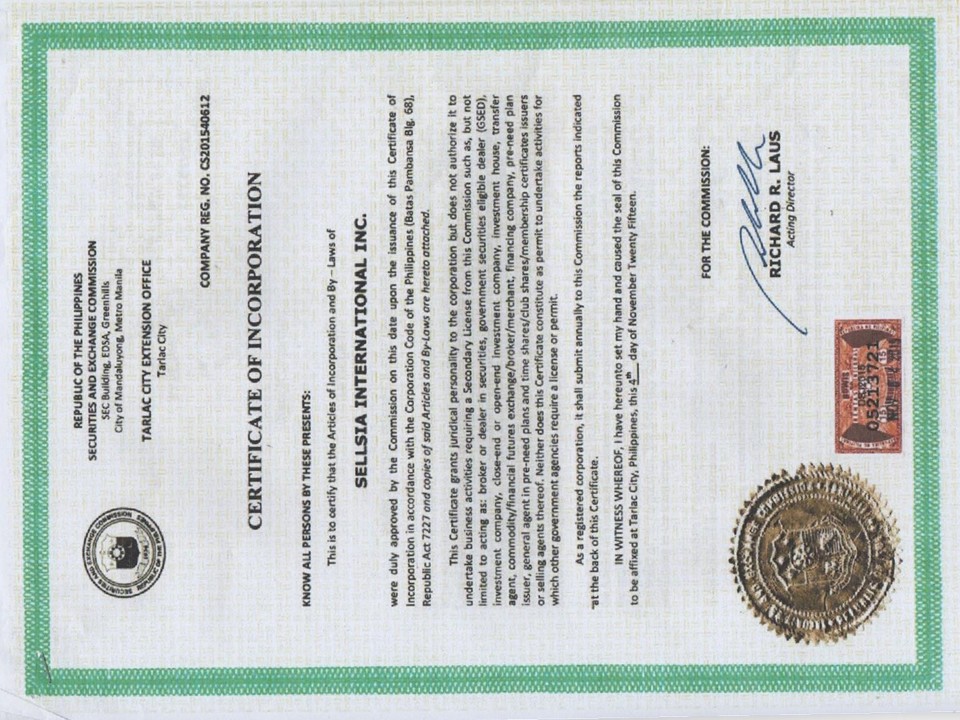 REPUBLIC OF THE PHILIPPINES
SECURITIES AND EXCHANGE COMMISSION
SEC Building, EDSA, Greenhills
City of Mandaluyong, Metro Manila
TARLAC CITY EXTENSION OFFICE
Tarlac City
SECURITIES AND EXCHANGE COMMISSION
REPUBLIC OF THE PHILIPPINES
COMPANY REG. NO. CS201540612
CERTIFICATE OF INCORPORATION
KNOW ALL PERSONS BY THESE PRESENTS:
This is to certify that the Articles of Incorporation and By – Laws of
SELLSIA INTERNATIONAL INC.
were duly approved by the Commission on this date upon the issuance of this Certificate of
Incorporation in accordance with the Corporation Code of the Philippines (Batas Pambansa Blg. 68),
Republic Act 7227 and copies of said Articles and By-Laws are hereto attached.
This Certificate grants juridical personality to the corporation but does not authorize it to
undertake business activities requiring a Secondary License from this Commission such as, but not
limited to acting as: broker or dealer in securities, government securities eligible dealer (GSED),
investment company, close-end or open-end investment company, investment house, transfer
agent, commodity/financial futures exchange/broker/merchant, financing company, pre-need plan
issuer, general agent in pre-need plans and time shares/club shares/membership certificates issuers
or selling agents thereof. Neither does this Certificate constitute as permit to undertake activities for
which other government agencies require a license or permit.
As a registered corporation, it shall submit annually to this Commission the reports indicated
at the back of this Certificate.
IN WITNESS WHEREOF, I have hereunto set my hand and caused the seal of this Commission
to be affixed at Tarlac City, Philippines, this 4th day of November Twenty Fifteen.
FOR THE COMMISSION:
RICHARD R. LAUS
Acting Director
05213721